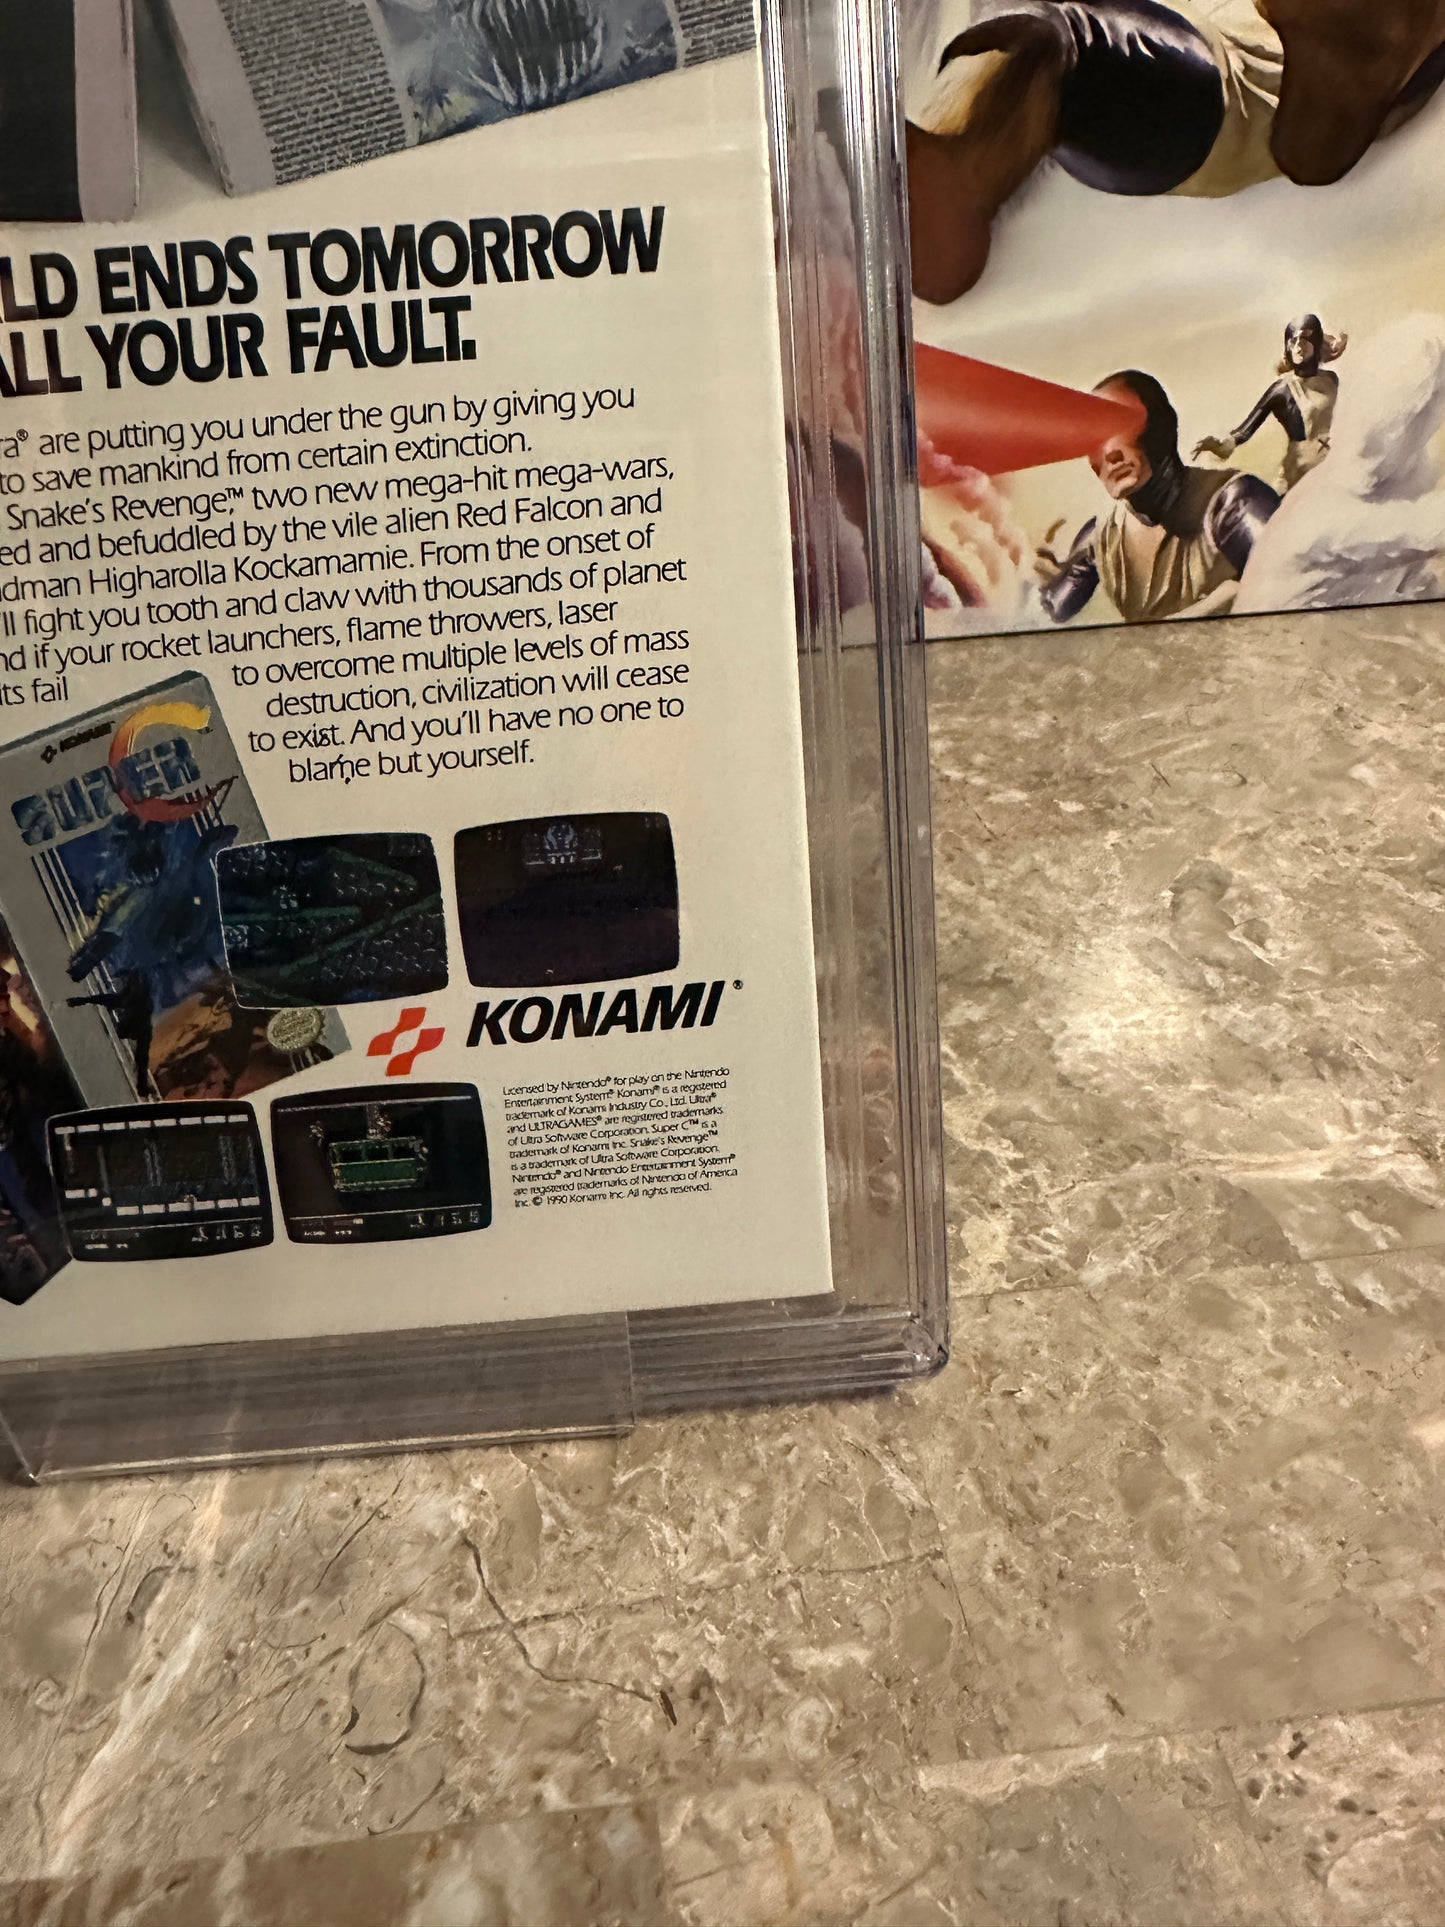 LD ENDS TOMORROW
ALL YOUR FAULT.
ra® are putting you under the gun by giving you
to save mankind from certain extinction.
Snake's Revenge,™ two new mega-hit mega-wars,
ed and befuddled by the vile alien Red Falcon and
dman Higharolla Kockamamie. From the onset of
'll fight you tooth and claw with thousands of planet
nd if your rocket launchers, flame throwers, laser
its fail to overcome multiple levels of mass
destruction, civilization will cease
to exist. And you'll have no one to
blame but yourself.
KONAMI
SUPER C
KONAMI®
Licensed by Nintendo® for play on the Nintendo
Entertainment System.® Konami® is a registered
trademark of Konami Industry Co., Ltd. Ultra®
and ULTRAGAMES® are registered trademarks
of Ultra Software Corporation. Super C™ is a
trademark of Konami Inc. Snake's Revenge™
is a trademark of Ultra Software Corporation.
Nintendo® and Nintendo Entertainment System®
are registered trademarks of Nintendo of America
Inc. © 1990 Konami Inc. All rights reserved.